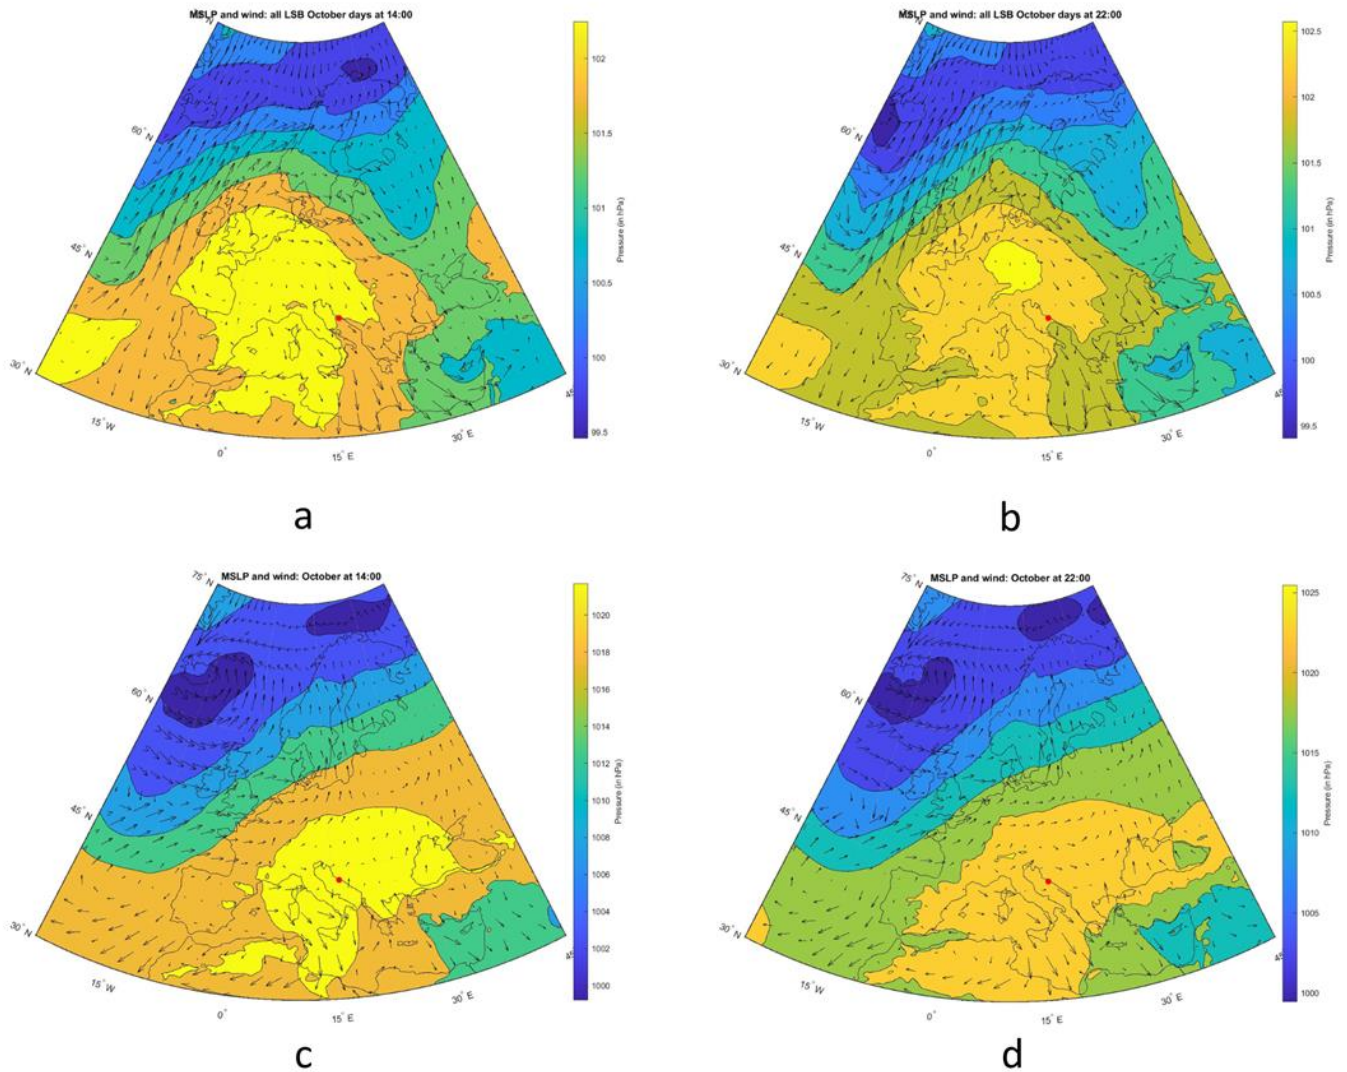 MSLP and wind: all LSB October days at 14:00
60° N
45° N
30° N
15° W
0°
15° E
30° E
45
102
101.5
101
100.5
100
99.5
Pressure (in hPa)
a
MSLP and wind: all LSB October days at 22:00
60° N
45° N
30° N
15° W
0°
15° E
30° E
45
102.5
102
101.5
101
100.5
100
99.5
Pressure (in hPa)
b
MSLP and wind: October at 14:00
75° N
60° N
45° N
30° N
15° W
0°
15° E
30° E
45
1020
1018
1016
1014
1012
1010
1008
1006
1004
1002
1000
Pressure (in hPa)
c
MSLP and wind: October at 22:00
75° N
60° N
45° N
30° N
15° W
0°
15° E
30° E
45
1025
1020
1015
1010
1005
1000
Pressure (in hPa)
d